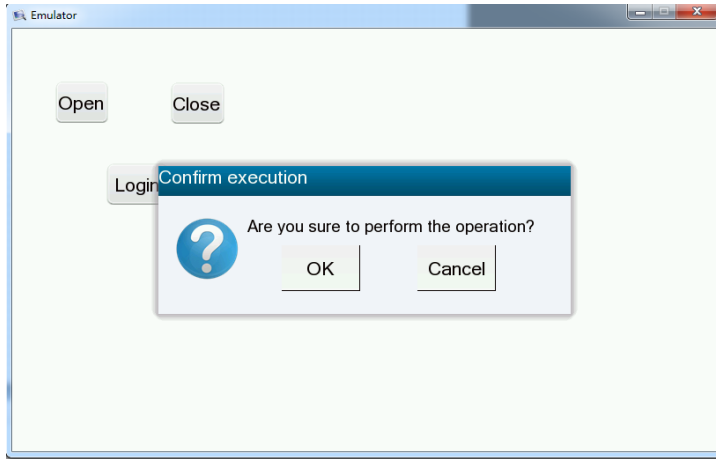 Emulator
Open
Close
Login
Confirm execution
Are you sure to perform the operation?
OK
Cancel